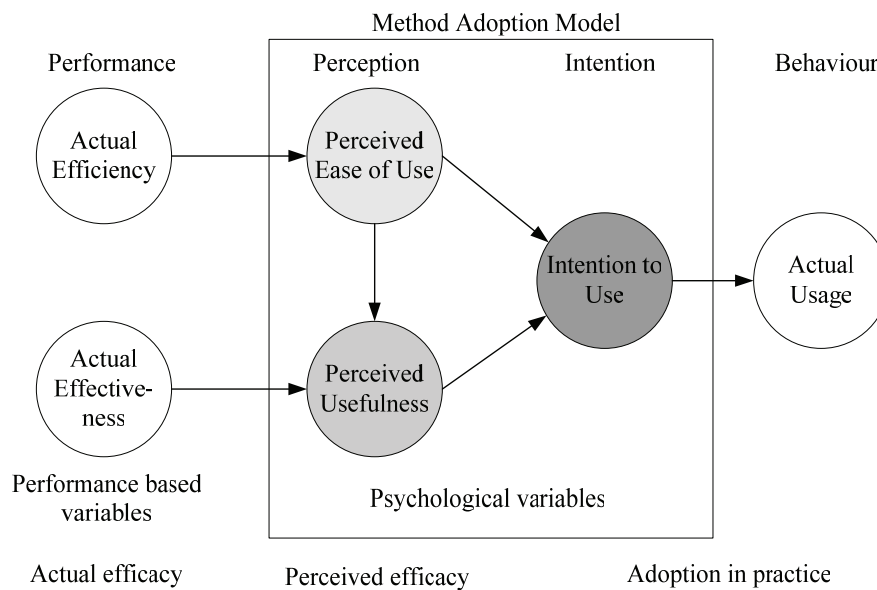 Method Adoption Model
Performance
Perception
Intention
Behaviour
Actual
Efficiency
Perceived
Ease of Use
Intention to
Use
Actual
Usage
Actual
Effective-
ness
Perceived
Usefulness
Performance based
variables
Psychological variables
Actual efficacy
Perceived efficacy
Adoption in practice